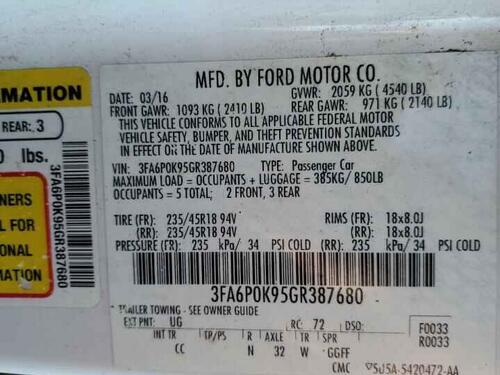 RMATION
REAR: 3
0 lbs.
NERS
L FOR
ONAL
MATION
3FA6P0K95GR387680
MFD. BY FORD MOTOR CO.
DATE: 03/16 GVWR: 2059 KG (4540 LB)
FRONT GAWR: 1093 KG (2410 LB) REAR GAWR: 971 KG (2140 LB)
THIS VEHICLE CONFORMS TO ALL APPLICABLE FEDERAL MOTOR
VEHICLE SAFETY, BUMPER, AND THEFT PREVENTION STANDARDS
IN EFFECT ON THE DATE OF MANUFACTURE SHOWN ABOVE.
VIN: 3FA6P0K95GR387680 TYPE: Passenger Car
MAXIMUM LOAD = OCCUPANTS + LUGGAGE = 385KG/ 850LB
OCCUPANTS = 5 TOTAL; 2 FRONT, 3 REAR
TIRE (FR): 235/45R18 94V RIMS (FR): 18x8.0J
(RR): 235/45R18 94V (RR): 18x8.0J
PRESSURE (FR): 235 kPa/ 34 PSI COLD (RR): 235 kPa/ 34 PSI COLD
3FA6P0K95GR387680
TRAILER TOWING - SEE OWNER GUIDE
EXT PNT: UG RC: 72 DSO: F0033
R0033
INT TR TP/PS R AXLE TR SPR
CC N 32 W GGFF
CMC 5U5A-5420472-AA